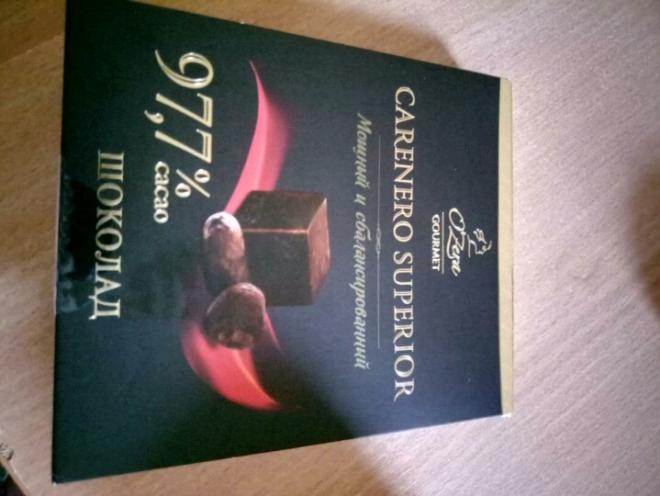 O'Zera
GOURMET
CARENERO SUPERIOR
Мощный и сбалансированный
97,7%
cacao
ШОКОЛАД